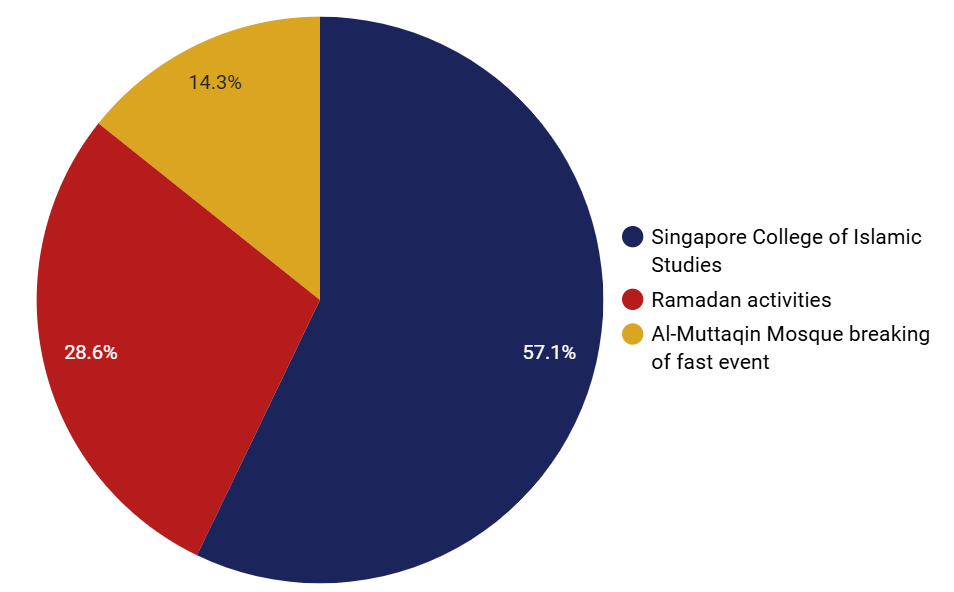 14.3%
28.6%
57.1%
Singapore College of Islamic
Studies
Ramadan activities
Al-Muttaqin Mosque breaking
of fast event